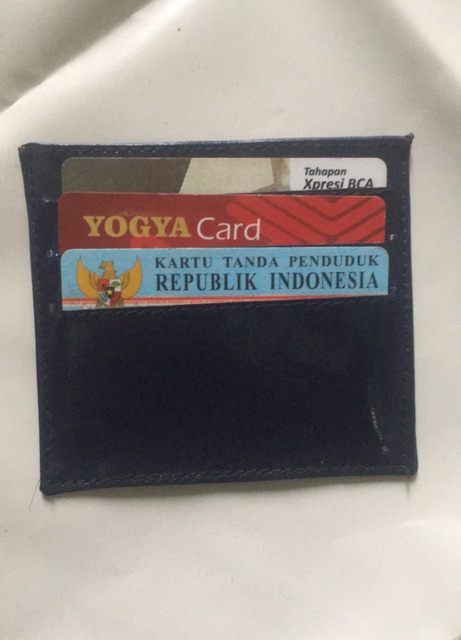 Tahapan
Xpresi BCA
YOGYA Card
KARTU TANDA PENDUDUK
REPUBLIK INDONESIA